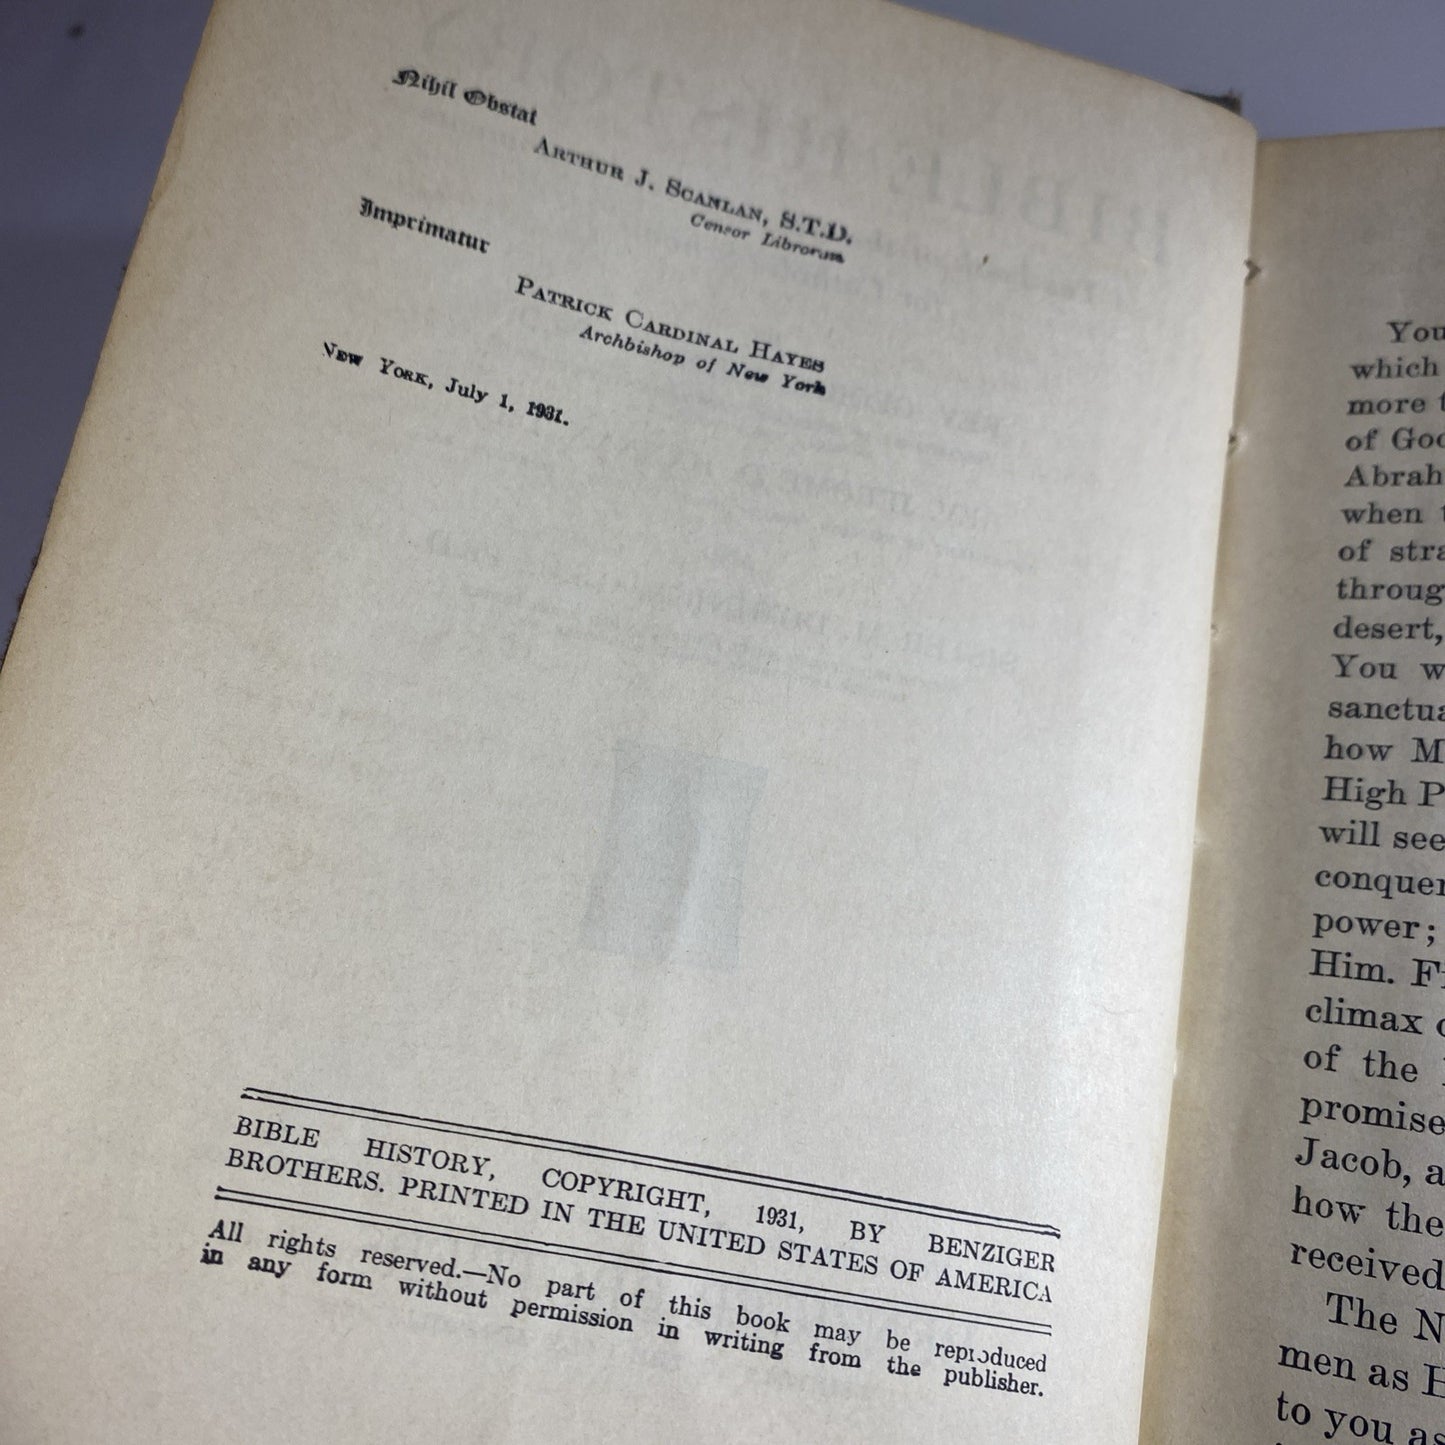 Nihil Obstat
Arthur J. Scanlan, S.T.D.
Censor Librorum
Imprimatur
Patrick Cardinal Hayes
Archbishop of New York
New York, July 1, 1931.
BIBLE HISTORY, COPYRIGHT, 1931, BY BENZIGER
BROTHERS. PRINTED IN THE UNITED STATES OF AMERICA
All rights reserved.—No part of this book may be reproduced
in any form without permission in writing from the publisher.
You
which
more t
of God
Abrah
when t
of stra
throug
desert,
You w
sanctua
how M
High P
will see
conquer
power;
Him. Fi
climax o
of the
promise
Jacob, a
how the
received
The N
men as H
to you as